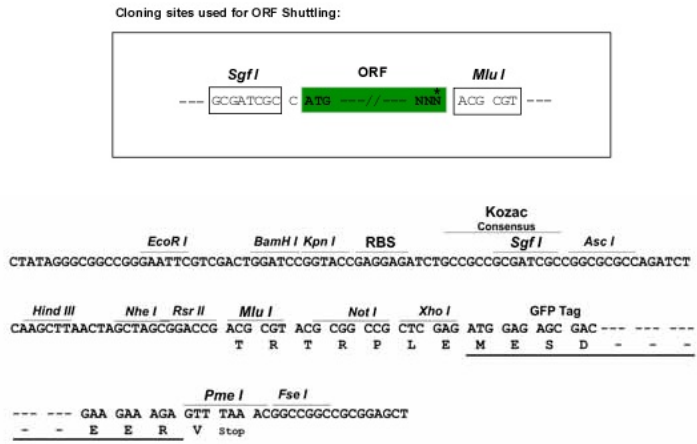 Cloning sites used for ORF Shuttling:
Sgf I ORF Mlu I
--- GCGATCGC C ATG ---//--- NNN* ACG CGT ---
Kozac
Consensus
EcoR I BamH I Kpn I RBS Sgf I Asc I
CTATAGGGCGGCCGGGAATTCGTCGACTGGATCCGGTACCGAGGAGATCTGCCGCCGCGATCGCCGGCGCGCCAGATCT
Hind III Nhe I Rsr II Mlu I Not I Xho I GFP Tag
CAAGCTTAACTAGCTAGCGGACCG ACG CGT ACG CGG CCG CTC GAG ATG GAG AGC GAC--- --- ---
T R T R P L E M E S D - - -
Pme I Fse I
--- --- GAA GAA AGA GTT TAA ACGGCCGGCCGCGGAGCT
- - E E R V Stop